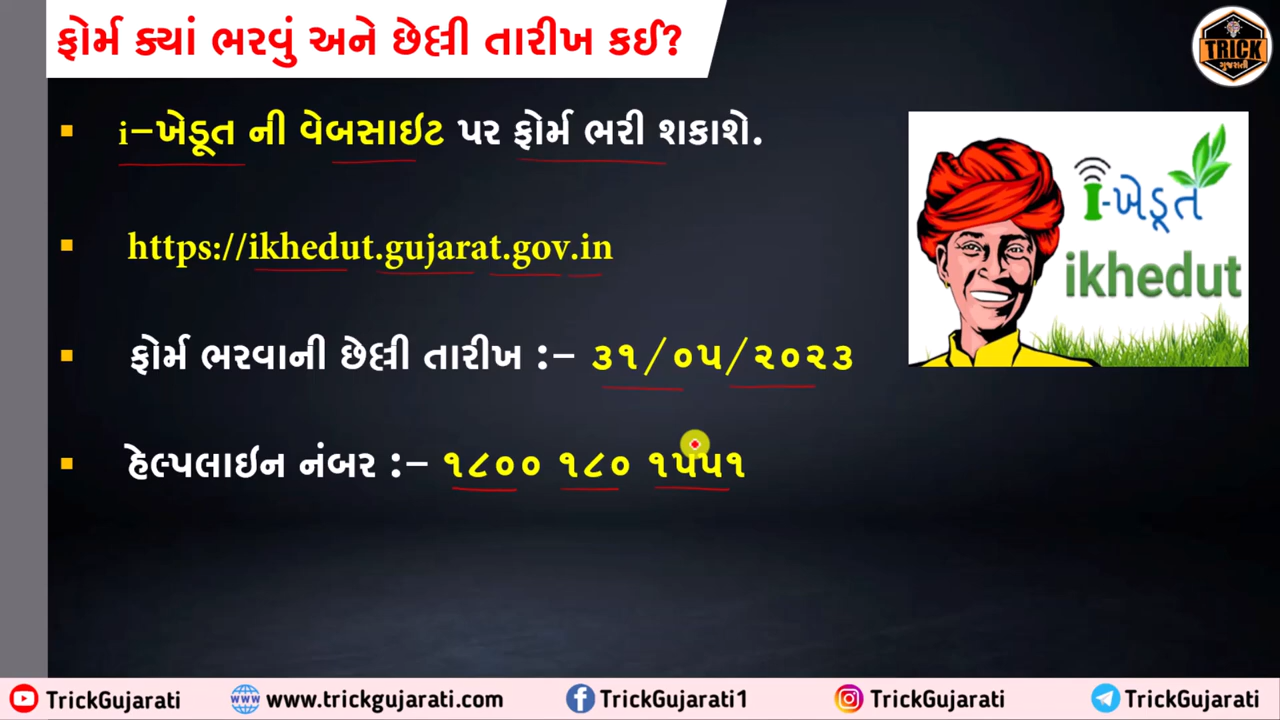 ફોર્મ ક્યાં ભરવું અને છેલ્લી તારીખ કઈ?
TRICK
ગુજરાતી
i-ખેડૂત ની વેબસાઇટ પર ફોર્મ ભરી શકાશે.
i-ખેડૂત
ikhedut
https://ikhedut.gujarat.gov.in
ફોર્મ ભરવાની છેલ્લી તારીખ :- ૩૧/૦૫/૨૦૨૩
હેલ્પલાઇન નંબર :- ૧૮૦૦ ૧૮૦ ૧૫૫૧
TrickGujarati www.trickgujarati.com TrickGujarati1 TrickGujarati TrickGujarati